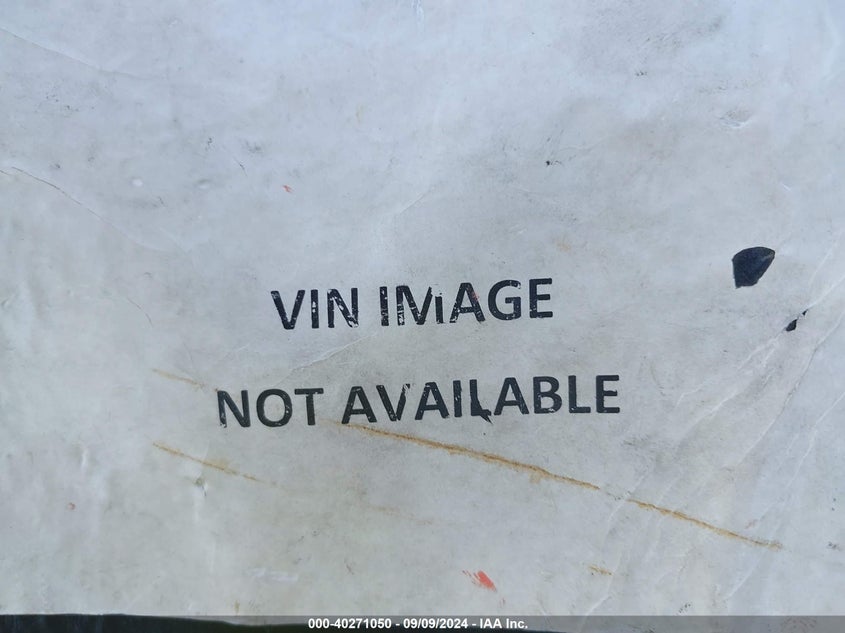 VIN IMAGE
NOT AVAILABLE
000-40271050 - 09/09/2024 - IAA Inc.